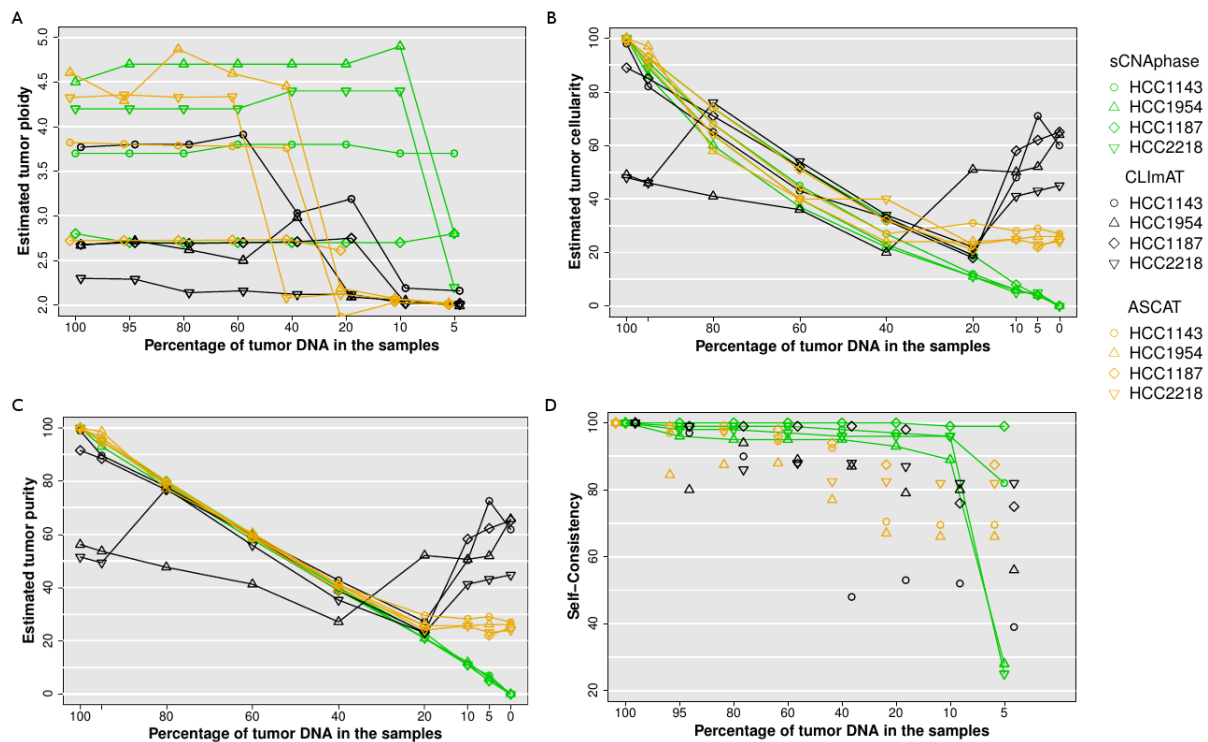 A
Estimated tumor ploidy
5.0
4.5
4.0
3.5
3.0
2.5
2.0
100 95 80 60 40 20 10 5
Percentage of tumor DNA in the samples
B
Estimated tumor cellularity
100
80
60
40
20
0
100 80 60 40 20 10 5 0
Percentage of tumor DNA in the samples
sCNAphase
HCC1143
HCC1954
HCC1187
HCC2218
CLImAT
HCC1143
HCC1954
HCC1187
HCC2218
ASCAT
HCC1143
HCC1954
HCC1187
HCC2218
C
Estimated tumor purity
100
80
60
40
20
0
100 80 60 40 20 10 5 0
Percentage of tumor DNA in the samples
D
Self-Consistency
100
80
60
40
20
100 95 80 60 40 20 10 5
Percentage of tumor DNA in the samples